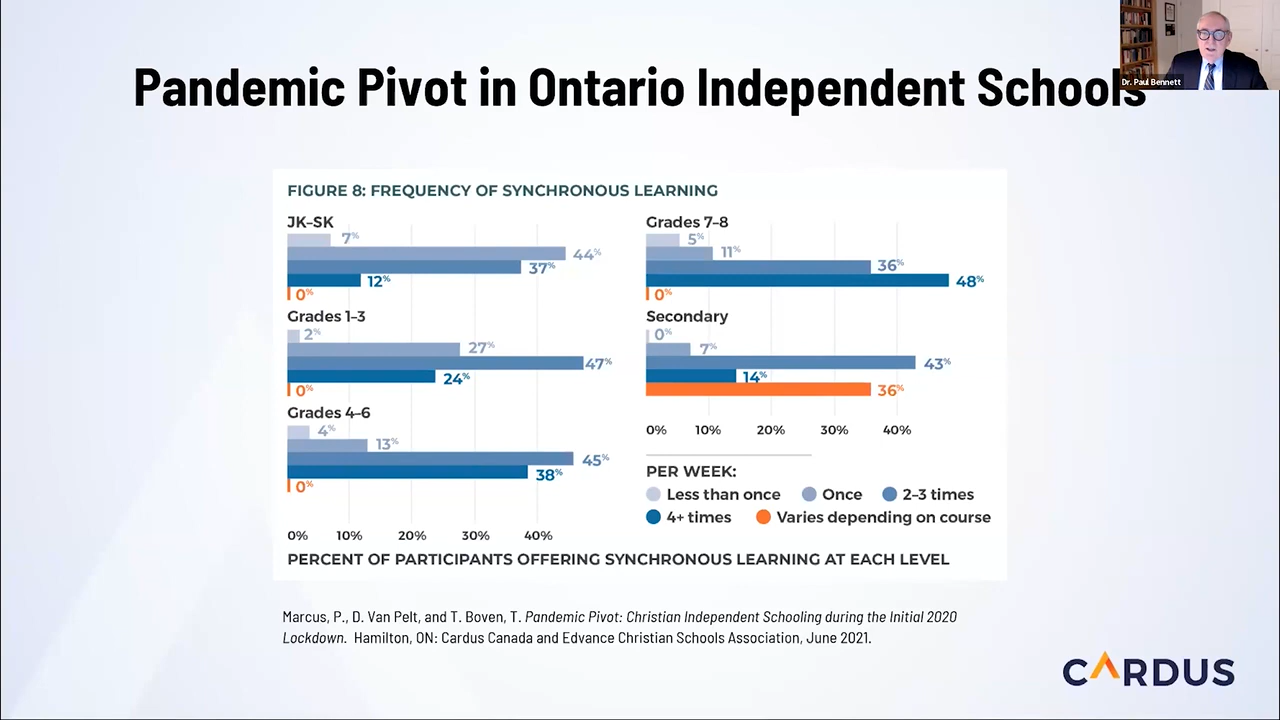 Pandemic Pivot in Ontario Independent Schools
Dr. Paul Bennett
FIGURE 8: FREQUENCY OF SYNCHRONOUS LEARNING
JK–SK
7%
44%
37%
12%
0%
Grades 1–3
2%
27%
47%
24%
0%
Grades 4–6
4%
13%
45%
38%
0%
0% 10% 20% 30% 40%
Grades 7–8
5%
11%
36%
48%
0%
Secondary
0%
7%
43%
14%
36%
0% 10% 20% 30% 40%
PER WEEK:
Less than once Once 2–3 times
4+ times Varies depending on course
PERCENT OF PARTICIPANTS OFFERING SYNCHRONOUS LEARNING AT EACH LEVEL
Marcus, P., D. Van Pelt, and T. Boven, T. Pandemic Pivot: Christian Independent Schooling during the Initial 2020
Lockdown. Hamilton, ON: Cardus Canada and Edvance Christian Schools Association, June 2021.
CARDUS